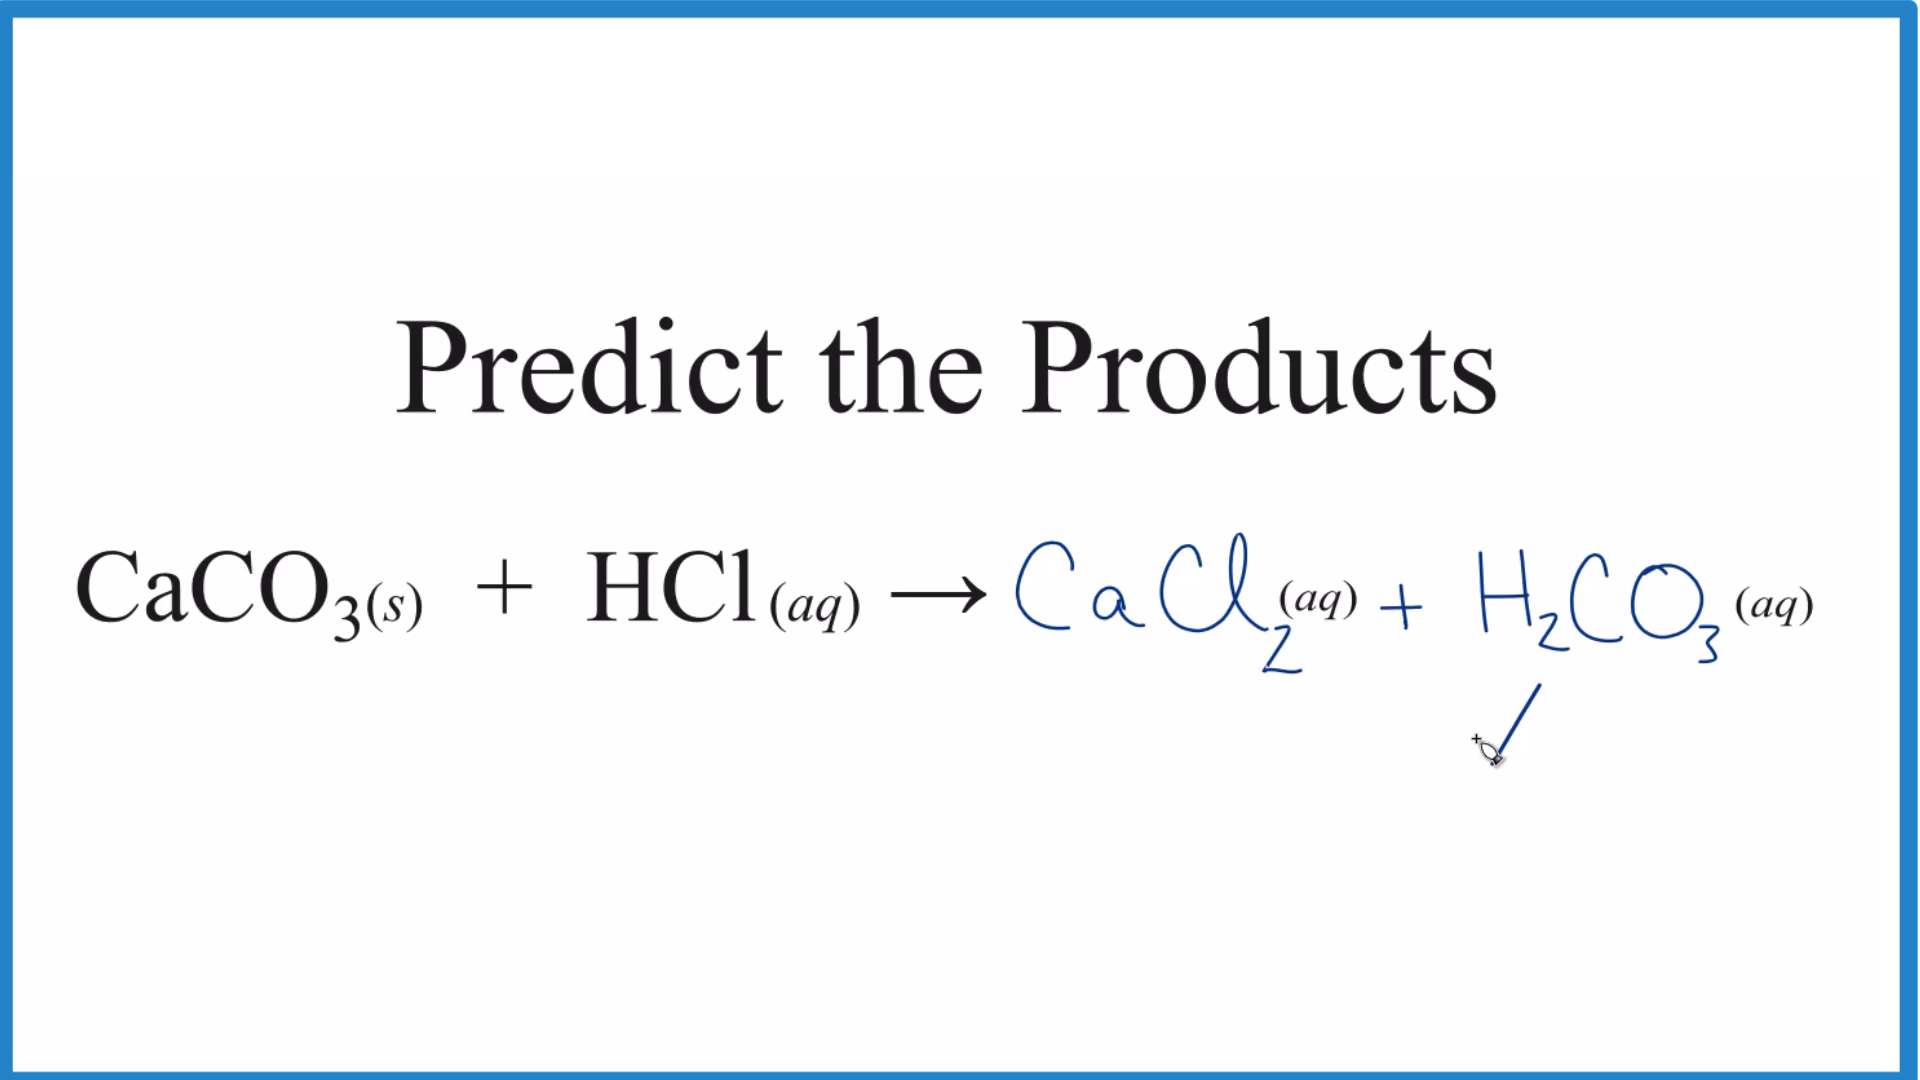 Predict the Products
CaCO₃(s) + HCl(aq) → CaCl₂(aq) + H₂CO₃(aq)